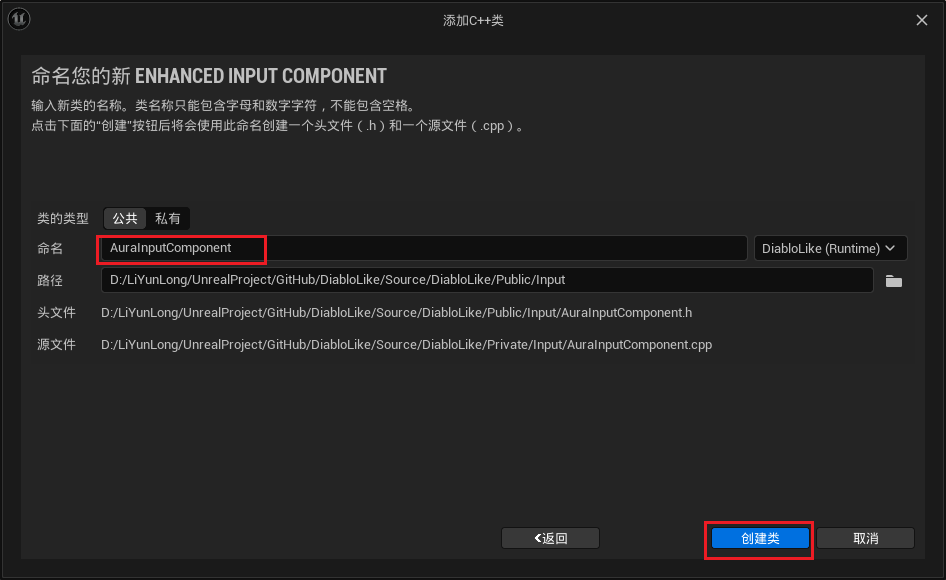 添加C++类
命名您的新 ENHANCED INPUT COMPONENT
输入新类的名称。类名称只能包含字母和数字字符，不能包含空格。
点击下面的“创建”按钮后将会使用此命名创建一个头文件（.h）和一个源文件（.cpp）。
类的类型 公共 私有
命名 AuraInputComponent DiabloLike (Runtime)
路径 D:/LiYunLong/UnrealProject/GitHub/DiabloLike/Source/DiabloLike/Public/Input
头文件 D:/LiYunLong/UnrealProject/GitHub/DiabloLike/Source/DiabloLike/Public/Input/AuraInputComponent.h
源文件 D:/LiYunLong/UnrealProject/GitHub/DiabloLike/Source/DiabloLike/Private/Input/AuraInputComponent.cpp
返回 创建类 取消